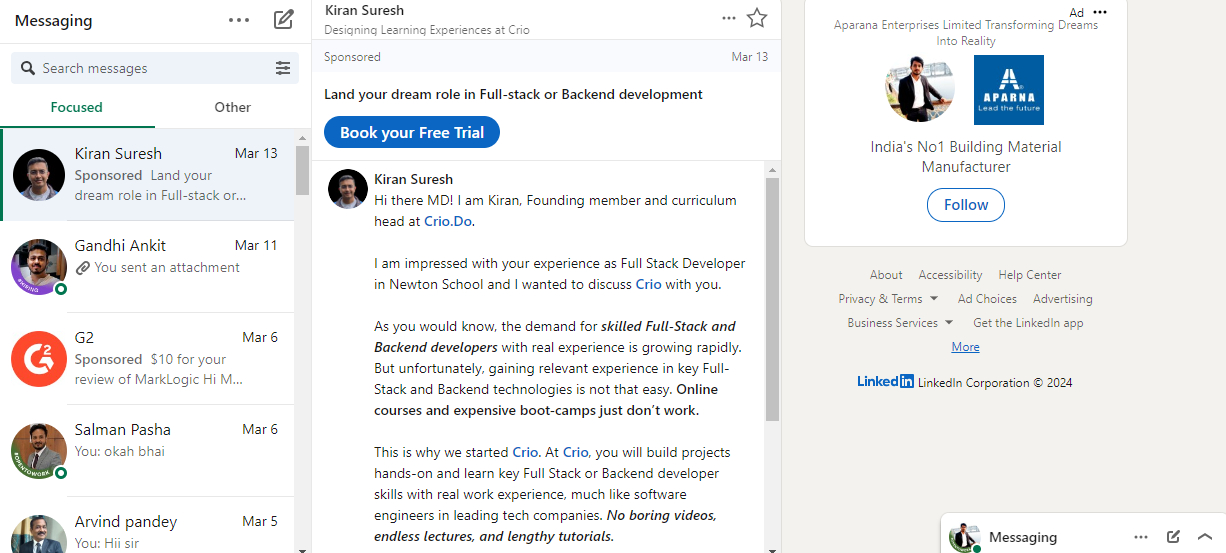 Messaging
Search messages
Focused
Other
Kiran Suresh
Mar 13
Sponsored Land your
dream role in Full-stack or...
Gandhi Ankit
Mar 11
You sent an attachment
#HIRING
G2
Mar 6
Sponsored $10 for your
review of MarkLogic Hi M...
Salman Pasha
Mar 6
You: okah bhai
#OPENTOWORK
Arvind pandey
Mar 5
You: Hii sir
Kiran Suresh
Designing Learning Experiences at Crio
Sponsored
Mar 13
Land your dream role in Full-stack or Backend development
Book your Free Trial
Kiran Suresh
Hi there MD! I am Kiran, Founding member and curriculum
head at Crio.Do.
I am impressed with your experience as Full Stack Developer
in Newton School and I wanted to discuss Crio with you.
As you would know, the demand for skilled Full-Stack and
Backend developers with real experience is growing rapidly.
But unfortunately, gaining relevant experience in key Full-
Stack and Backend technologies is not that easy. Online
courses and expensive boot-camps just don't work.
This is why we started Crio. At Crio, you will build projects
hands-on and learn key Full Stack or Backend developer
skills with real work experience, much like software
engineers in leading tech companies. No boring videos,
endless lectures, and lengthy tutorials.
Ad
Aparana Enterprises Limited Transforming Dreams
Into Reality
APARNA
Lead the future
India's No1 Building Material
Manufacturer
Follow
About Accessibility Help Center
Privacy & Terms Ad Choices Advertising
Business Services Get the LinkedIn app
More
LinkedIn LinkedIn Corporation © 2024
Messaging